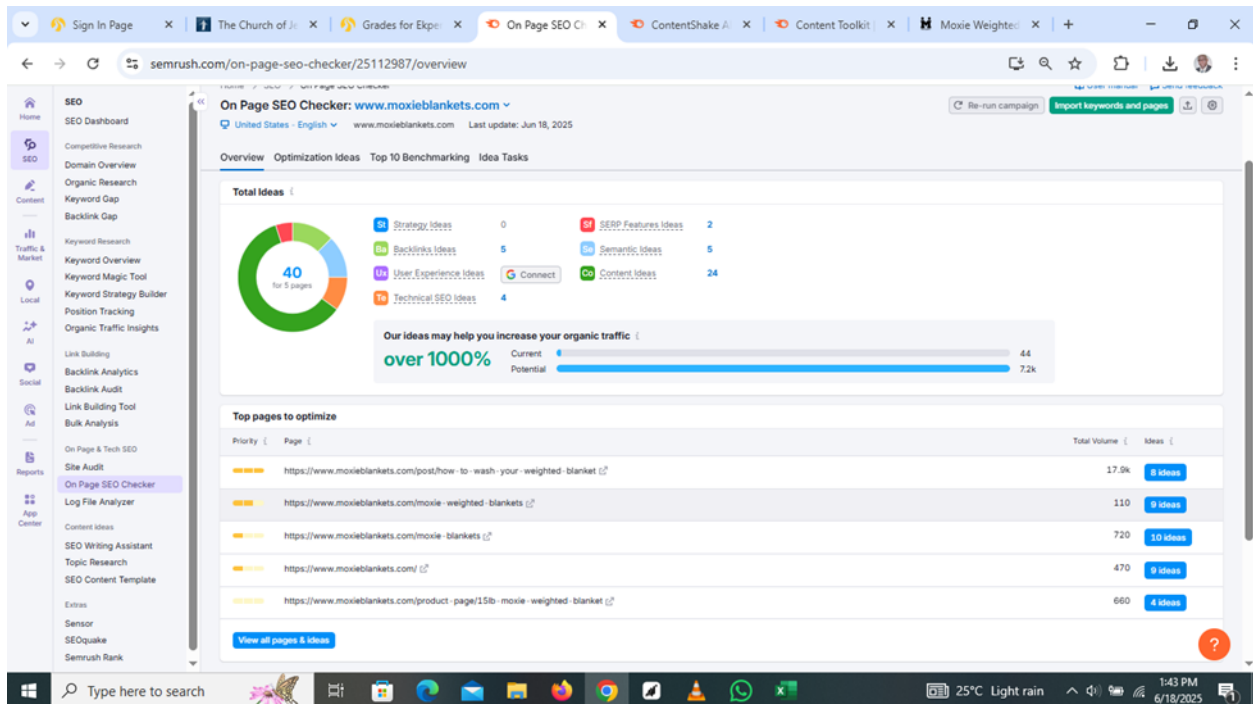 Sign In Page
The Church of Je
Grades for Ekpe
On Page SEO Ch
ContentShake A
Content Toolkit
Moxie Weighted
semrush.com/on-page-seo-checker/25112987/overview
Home
SEO
Content
Traffic & Market
Local
AI
Social
Ad
Reports
App Center
SEO
SEO Dashboard
Competitive Research
Domain Overview
Organic Research
Keyword Gap
Backlink Gap
Keyword Research
Keyword Overview
Keyword Magic Tool
Keyword Strategy Builder
Position Tracking
Organic Traffic Insights
Link Building
Backlink Analytics
Backlink Audit
Link Building Tool
Bulk Analysis
On Page & Tech SEO
Site Audit
On Page SEO Checker
Log File Analyzer
Content ideas
SEO Writing Assistant
Topic Research
SEO Content Template
Extras
Sensor
SEOquake
Semrush Rank
Home > SEO > On Page SEO Checker
User manual Send feedback
On Page SEO Checker: www.moxieblankets.com
Re-run campaign Import keywords and pages
United States - English www.moxieblankets.com Last update: Jun 18, 2025
Overview Optimization Ideas Top 10 Benchmarking Idea Tasks
Total Ideas
40
for 5 pages
St Strategy Ideas 0
Sf SERP Features Ideas 2
Ba Backlinks Ideas 5
Se Semantic Ideas 5
Ux User Experience Ideas G Connect
Co Content Ideas 24
Te Technical SEO Ideas 4
Our ideas may help you increase your organic traffic
over 1000%
Current 44
Potential 7.2k
Top pages to optimize
Priority Page Total Volume Ideas
https://www.moxieblankets.com/post/how-to-wash-your-weighted-blanket 17.9k 8 ideas
https://www.moxieblankets.com/moxie-weighted-blankets 110 9 ideas
https://www.moxieblankets.com/moxie-blankets 720 10 ideas
https://www.moxieblankets.com/ 470 9 ideas
https://www.moxieblankets.com/product-page/15lb-moxie-weighted-blanket 660 4 ideas
View all pages & ideas
?
Type here to search
25°C Light rain
1:43 PM
6/18/2025